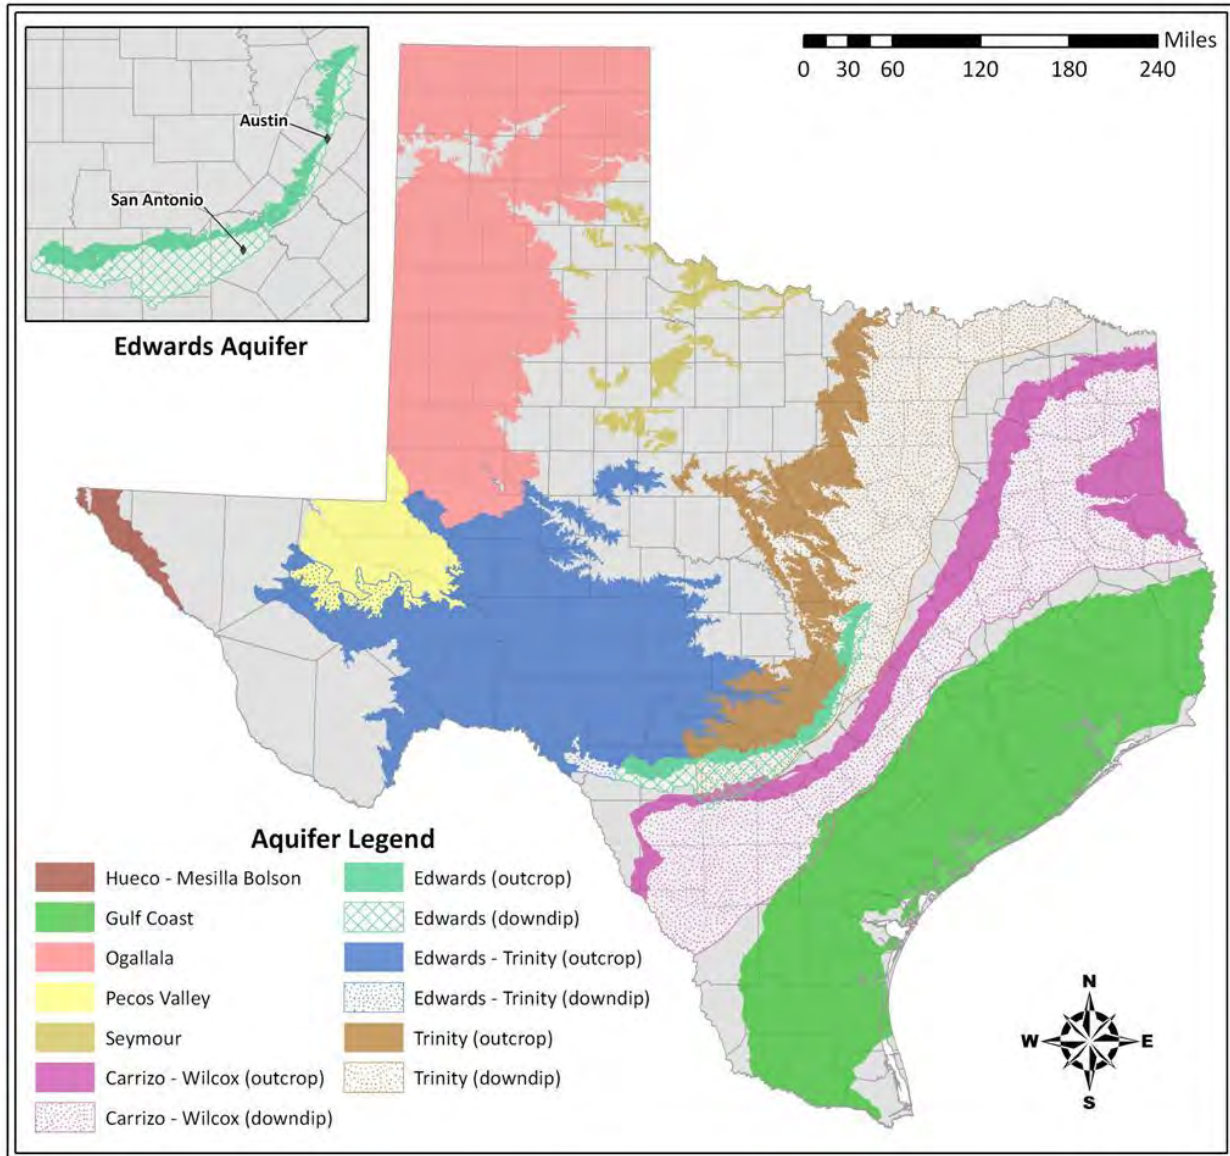 Austin
San Antonio
Edwards Aquifer
Miles
0 30 60 120 180 240
Aquifer Legend
Hueco - Mesilla Bolson
Gulf Coast
Ogallala
Pecos Valley
Seymour
Carrizo - Wilcox (outcrop)
Carrizo - Wilcox (downdip)
Edwards (outcrop)
Edwards (downdip)
Edwards - Trinity (outcrop)
Edwards - Trinity (downdip)
Trinity (outcrop)
Trinity (downdip)
N
W E
S